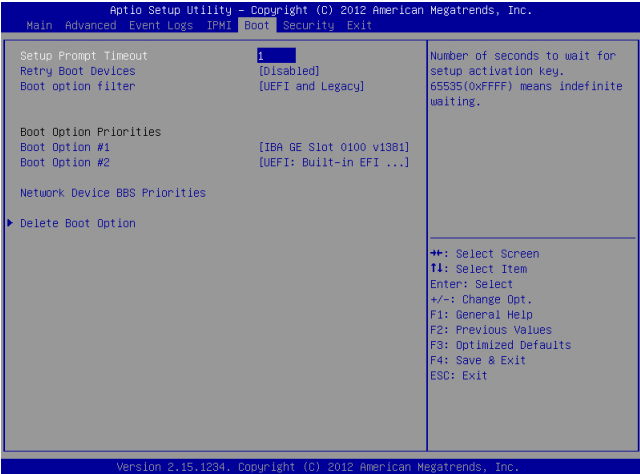 Aptio Setup Utility – Copyright (C) 2012 American Megatrends, Inc.
Main Advanced Event Logs IPMI Boot Security Exit
Setup Prompt Timeout 1
Retry Boot Devices [Disabled]
Boot option filter [UEFI and Legacy]
Boot Option Priorities
Boot Option #1 [IBA GE Slot 0100 v1381]
Boot Option #2 [UEFI: Built-in EFI ...]
Network Device BBS Priorities
Delete Boot Option
Number of seconds to wait for
setup activation key.
65535(0xFFFF) means indefinite
waiting.
→←: Select Screen
↑↓: Select Item
Enter: Select
+/-: Change Opt.
F1: General Help
F2: Previous Values
F3: Optimized Defaults
F4: Save & Exit
ESC: Exit
Version 2.15.1234. Copyright (C) 2012 American Megatrends, Inc.